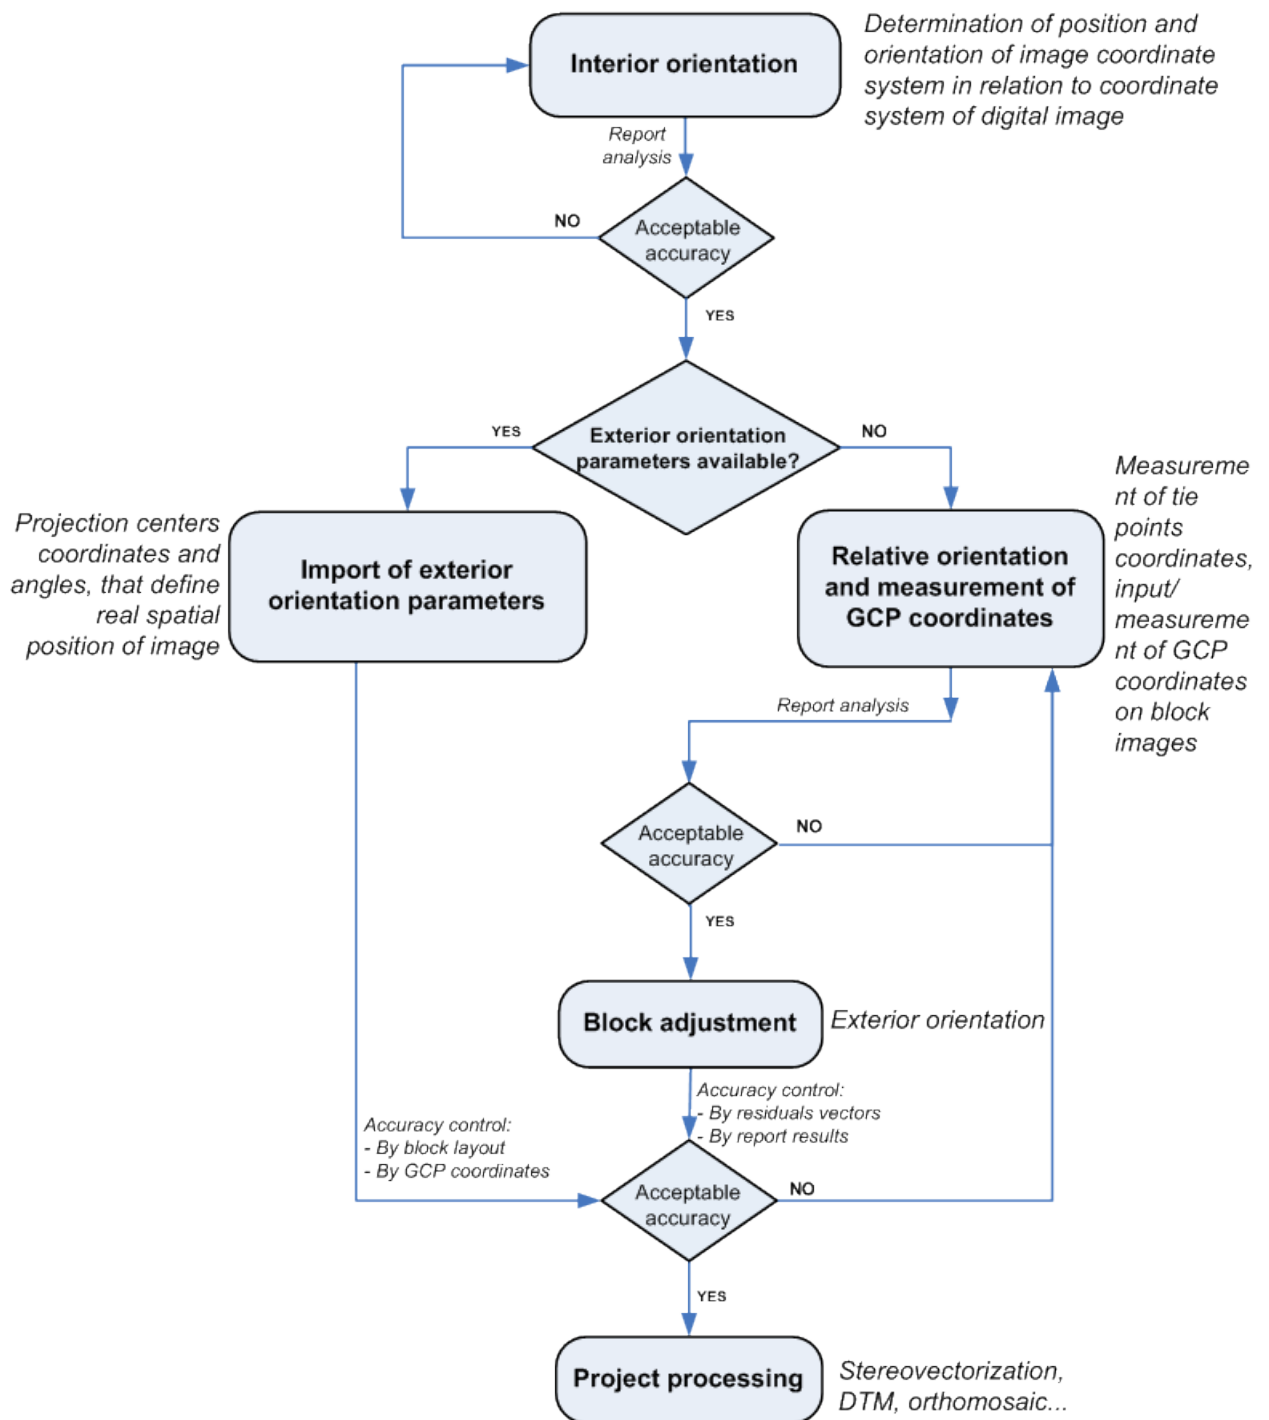 Interior orientation
Determination of position and
orientation of image coordinate
system in relation to coordinate
system of digital image
Report
analysis
NO
Acceptable
accuracy
YES
YES
Exterior orientation
parameters available?
NO
Projection centers
coordinates and
angles, that define
real spatial
position of image
Import of exterior
orientation parameters
Relative orientation
and measurement of
GCP coordinates
Measureme
nt of tie
points
coordinates,
input/
measureme
nt of GCP
coordinates
on block
images
Report analysis
Acceptable
accuracy
NO
YES
Block adjustment
Exterior orientation
Accuracy control:
- By residuals vectors
- By report results
Accuracy control:
- By block layout
- By GCP coordinates
Acceptable
accuracy
NO
YES
Project processing
Stereovectorization,
DTM, orthomosaic...